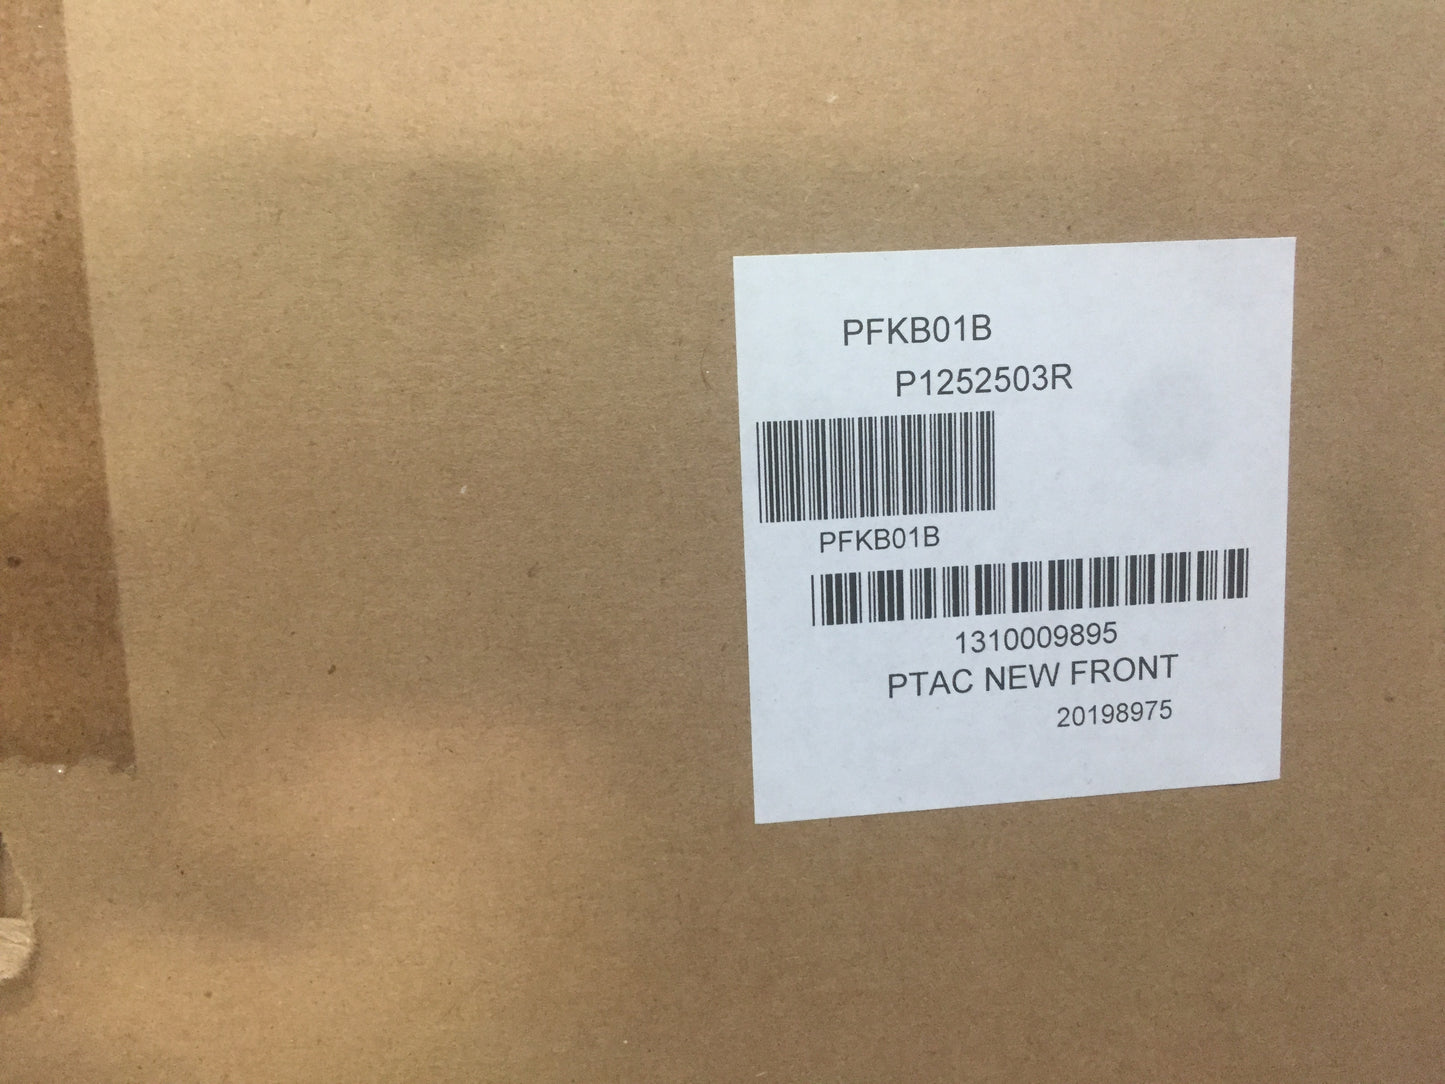 PFKB01B
P1252503R
PFKB01B
1310009895
PTAC NEW FRONT
20198975